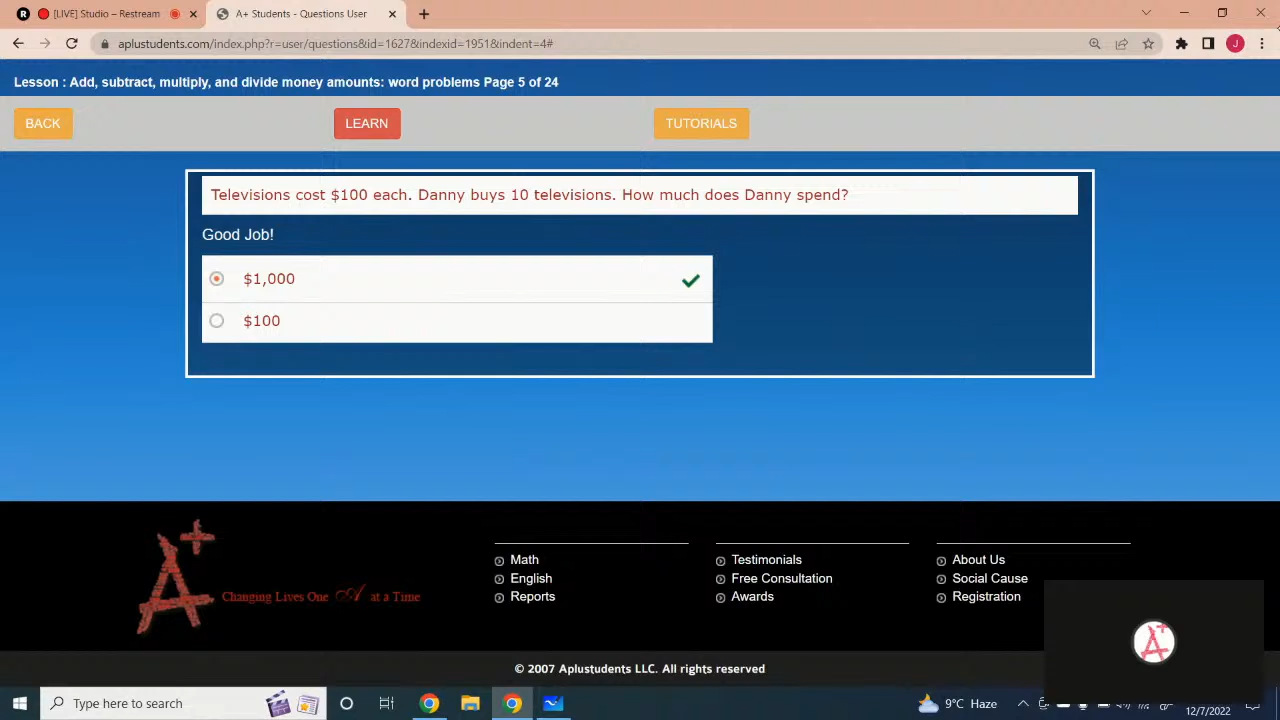 [LIVE] Studio – Restream
A+ Students - Questions User
aplustudents.com/index.php?r=user/questions&id=1627&indexid=1951&indent=4#
J
Lesson : Add, subtract, multiply, and divide money amounts: word problems Page 5 of 24
BACK
LEARN
TUTORIALS
Televisions cost $100 each. Danny buys 10 televisions. How much does Danny spend?
Good Job!
$1,000
$100
A+
Changing Lives One A at a Time
Math
English
Reports
Testimonials
Free Consultation
Awards
About Us
Social Cause
Registration
A+
© 2007 Aplustudents LLC. All rights reserved
Type here to search
9°C Haze
12/7/2022